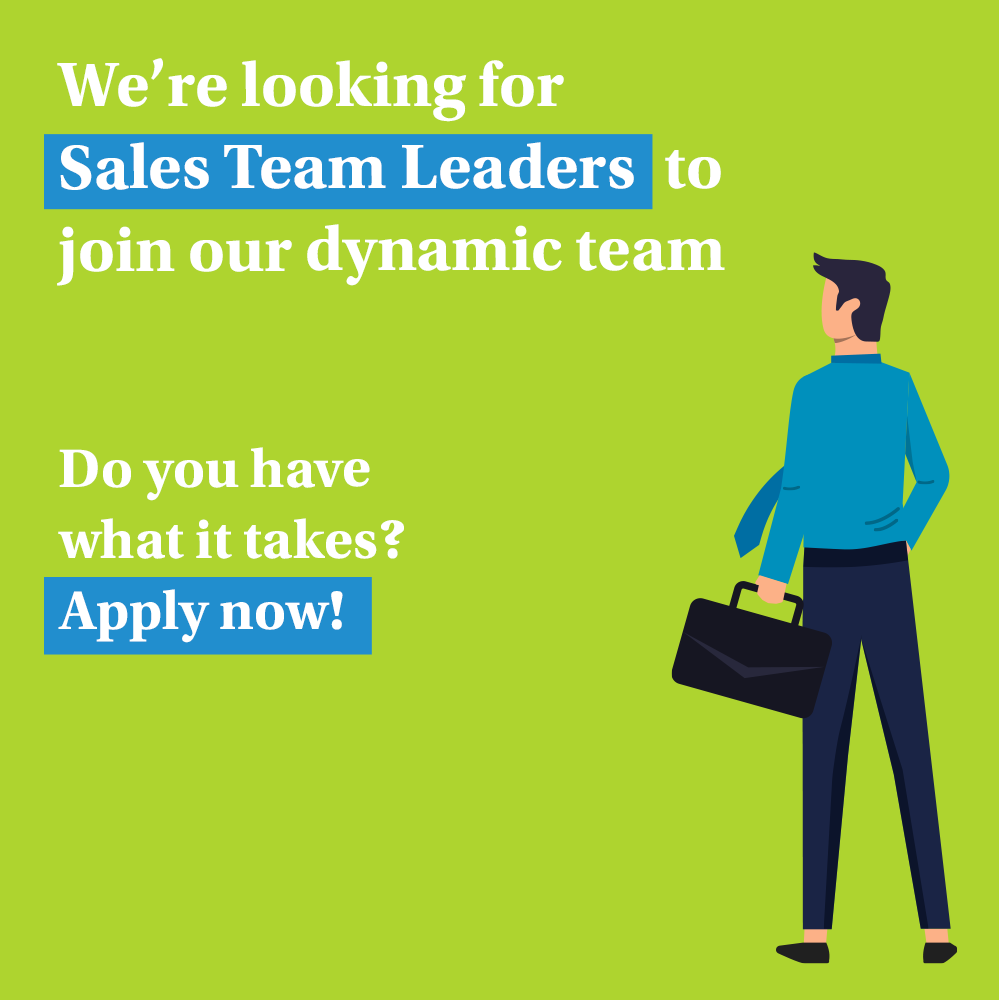 We’re looking for
Sales Team Leaders to
join our dynamic team
Do you have
what it takes?
Apply now!